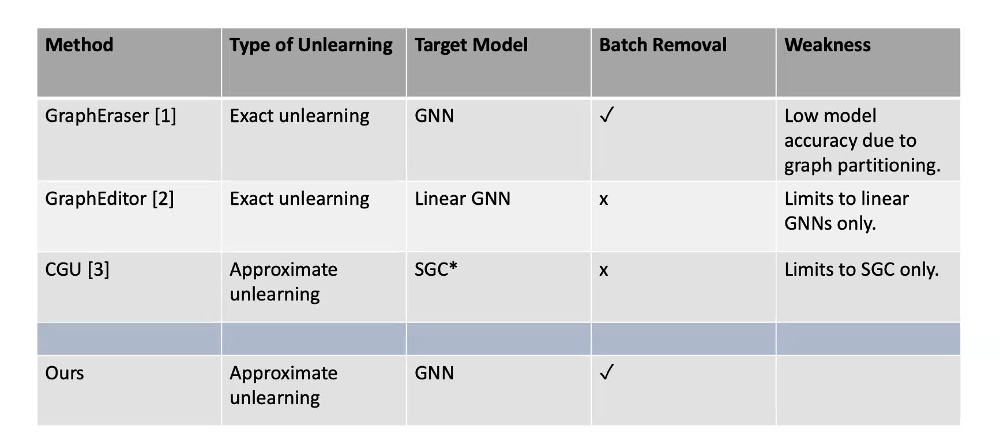 Method Type of Unlearning Target Model Batch Removal Weakness
GraphEraser [1] Exact unlearning GNN ✓ Low model
accuracy due to
graph partitioning.
GraphEditor [2] Exact unlearning Linear GNN x Limits to linear
GNNs only.
CGU [3] Approximate SGC* x Limits to SGC only.
unlearning
Ours Approximate GNN ✓
unlearning